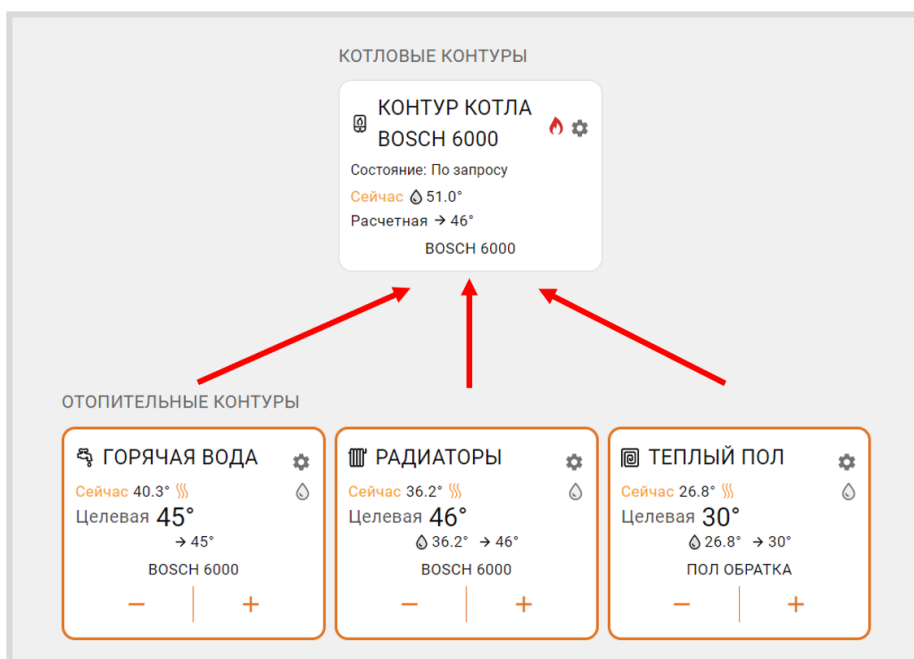 КОТЛОВЫЕ КОНТУРЫ
КОНТУР КОТЛА
BOSCH 6000
Состояние: По запросу
Сейчас 51.0°
Расчетная → 46°
BOSCH 6000
ОТОПИТЕЛЬНЫЕ КОНТУРЫ
ГОРЯЧАЯ ВОДА
Сейчас 40.3°
Целевая 45°
→ 45°
BOSCH 6000
− +
РАДИАТОРЫ
Сейчас 36.2°
Целевая 46°
36.2° → 46°
BOSCH 6000
− +
ТЕПЛЫЙ ПОЛ
Сейчас 26.8°
Целевая 30°
26.8° → 30°
ПОЛ ОБРАТКА
− +